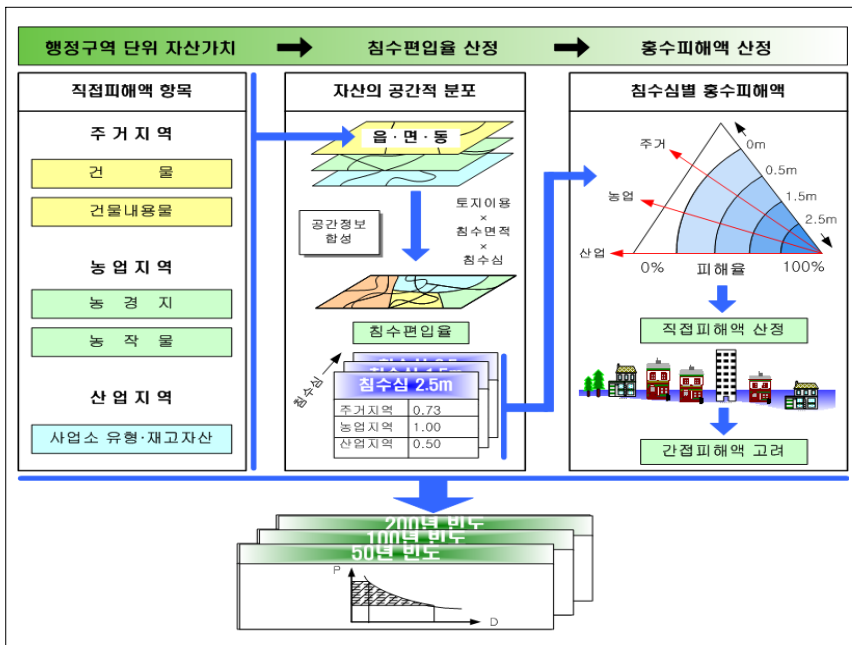 행정구역 단위 자산가치
침수편입율 산정
홍수피해액 산정
직접피해액 항목
주 거 지 역
건 물
건물내용물
농 업 지 역
농 경 지
농 작 물
산 업 지 역
사업소 유형·재고자산
자산의 공간적 분포
읍·면·동
공간정보
합성
토지이용
×
침수면적
×
침수심
침수편입율
침수심
침수심 2.5m
주거지역 0.73
농업지역 1.00
산업지역 0.50
침수심별 홍수피해액
주거
농업
산업
0m
0.5m
1.5m
2.5m
0% 피해율 100%
직접피해액 산정
간접피해액 고려
200년 빈도
100년 빈도
50년 빈도
P
D